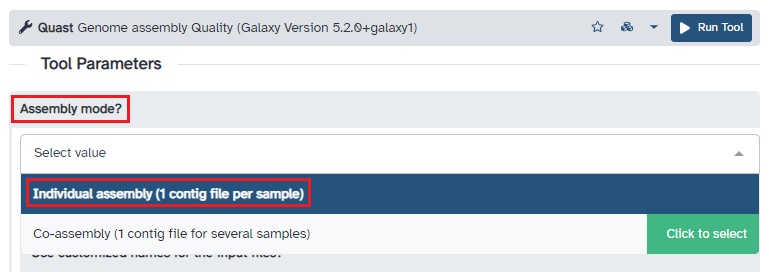 Quast Genome assembly Quality (Galaxy Version 5.2.0+galaxy1) Run Tool
Tool Parameters
Assembly mode?
Select value
Individual assembly (1 contig file per sample)
Co-assembly (1 contig file for several samples) Click to select
Use customized names for the input files?